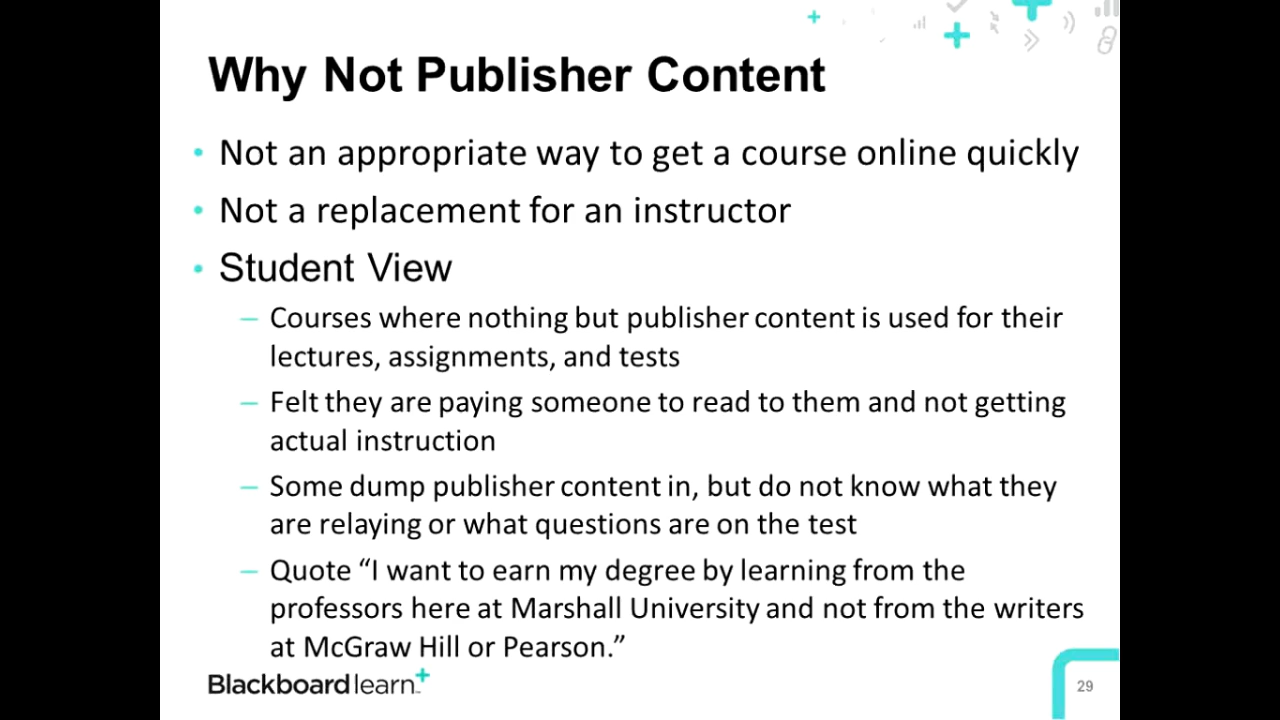 Why Not Publisher Content
• Not an appropriate way to get a course online quickly
• Not a replacement for an instructor
• Student View
– Courses where nothing but publisher content is used for their
lectures, assignments, and tests
– Felt they are paying someone to read to them and not getting
actual instruction
– Some dump publisher content in, but do not know what they
are relaying or what questions are on the test
– Quote “I want to earn my degree by learning from the
professors here at Marshall University and not from the writers
at McGraw Hill or Pearson.”
Blackboard learn+
29